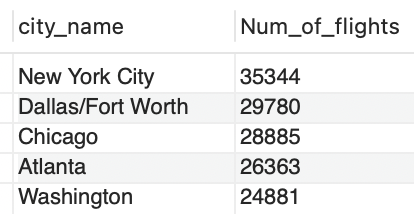 city_name Num_of_flights
New York City 35344
Dallas/Fort Worth 29780
Chicago 28885
Atlanta 26363
Washington 24881